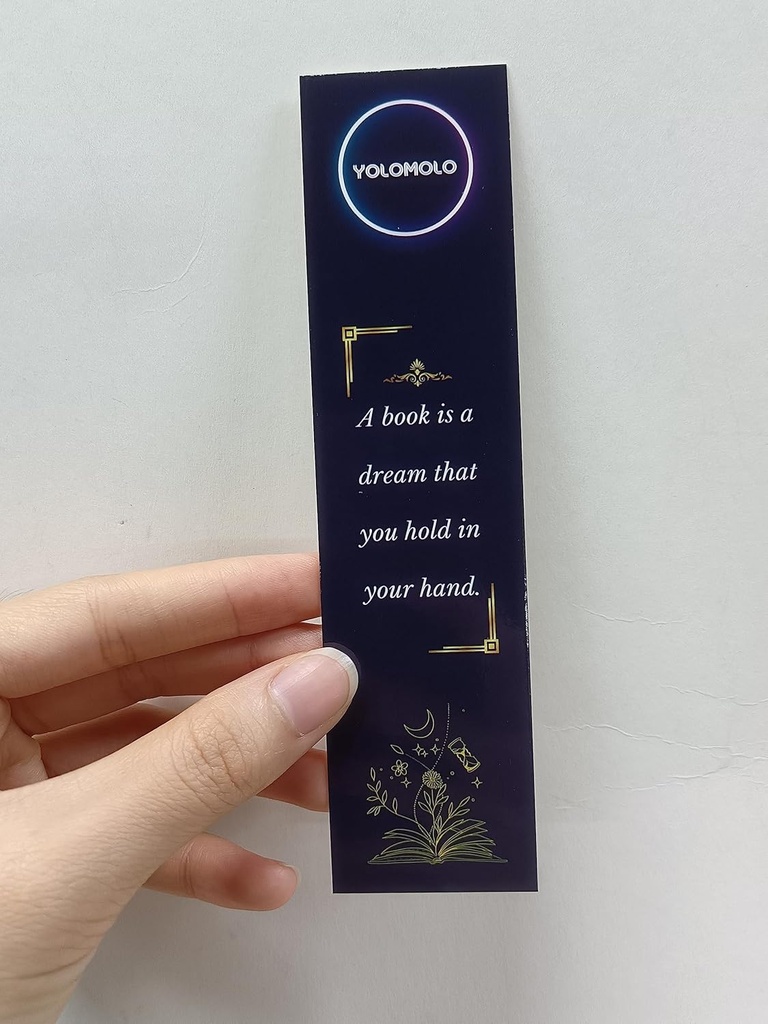 YOLOMOLO
A book is a
dream that
you hold in
your hand.